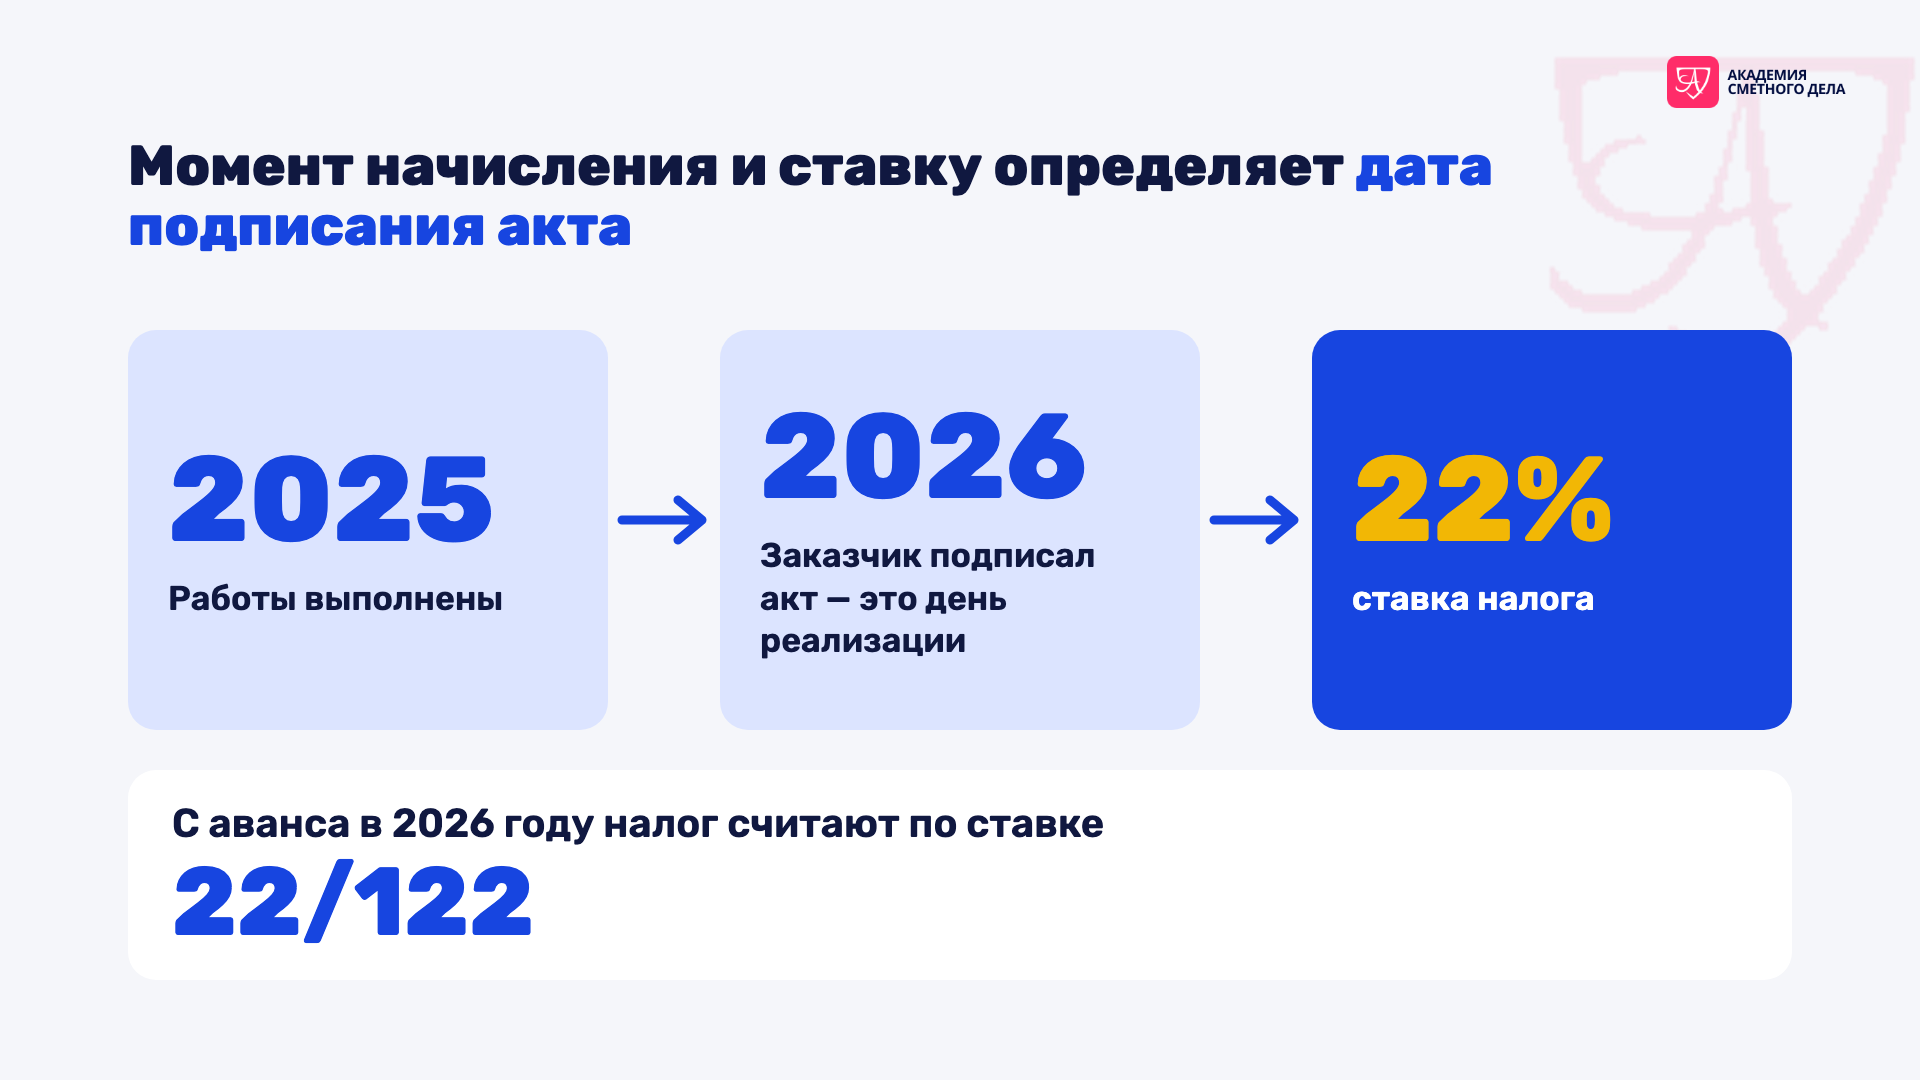 АКАДЕМИЯ
СМЕТНОГО ДЕЛА
Момент начисления и ставку определяет дата
подписания акта
2025
Работы выполнены
2026
Заказчик подписал
акт — это день
реализации
22%
ставка налога
С аванса в 2026 году налог считают по ставке
22/122